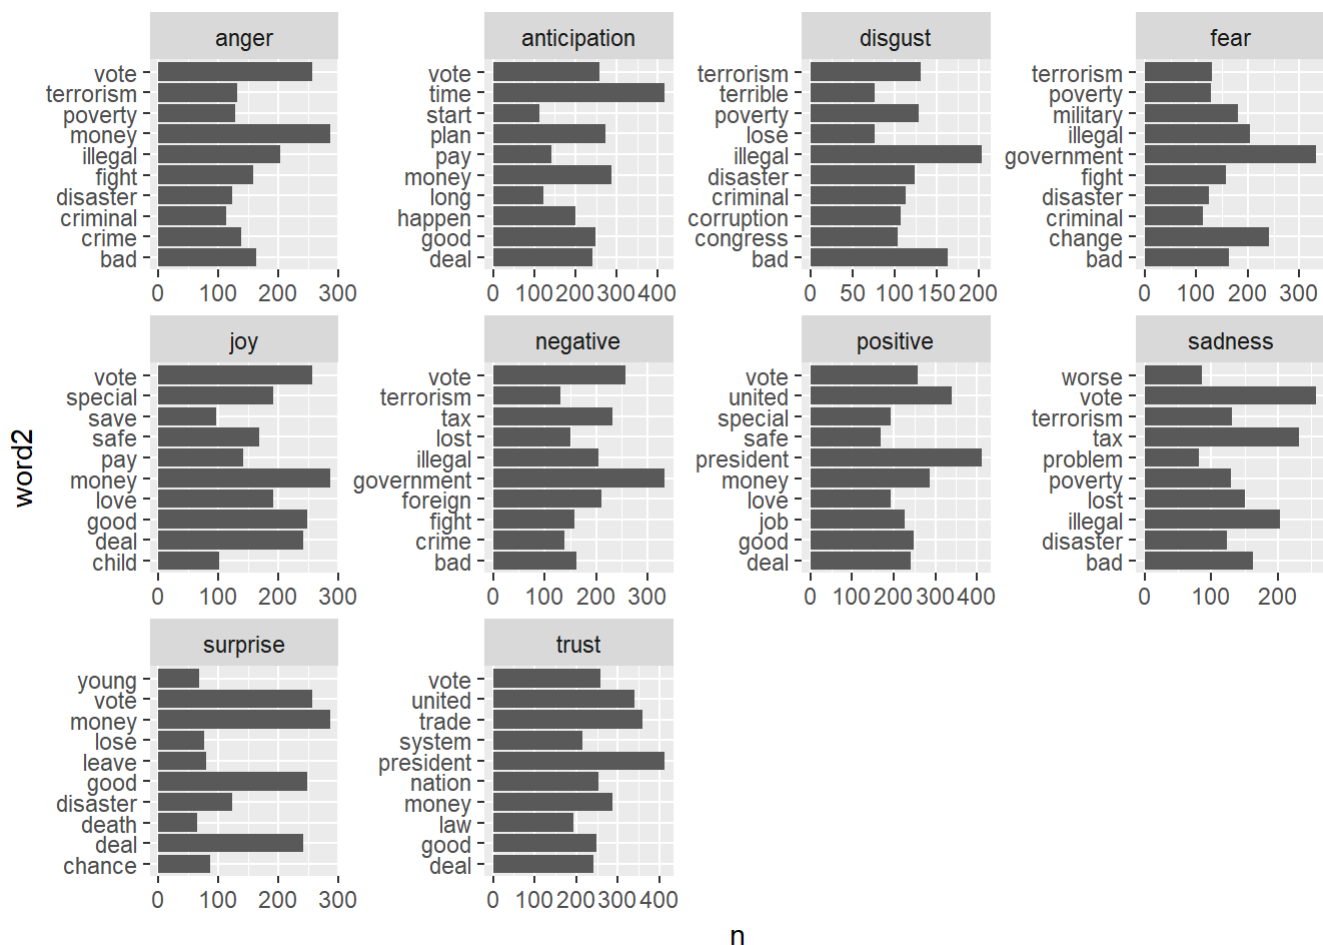 anger
vote
terrorism
poverty
money
illegal
fight
disaster
criminal
crime
bad
0 100 200 300
anticipation
vote
time
start
plan
pay
money
long
happen
good
deal
0 100 200 300 400
disgust
terrorism
terrible
poverty
lose
illegal
disaster
criminal
corruption
congress
bad
0 50 100 150 200
fear
terrorism
poverty
military
illegal
government
fight
disaster
criminal
change
bad
0 100 200 300
joy
vote
special
save
safe
pay
money
love
good
deal
child
0 100 200 300
negative
vote
terrorism
tax
lost
illegal
government
foreign
fight
crime
bad
0 100 200 300
positive
vote
united
special
safe
president
money
love
job
good
deal
0 100 200 300 400
sadness
worse
vote
terrorism
tax
problem
poverty
lost
illegal
disaster
bad
0 100 200
surprise
young
vote
money
lose
leave
good
disaster
death
deal
chance
0 100 200 300
trust
vote
united
trade
system
president
nation
money
law
good
deal
0 100 200 300 400
word2
n